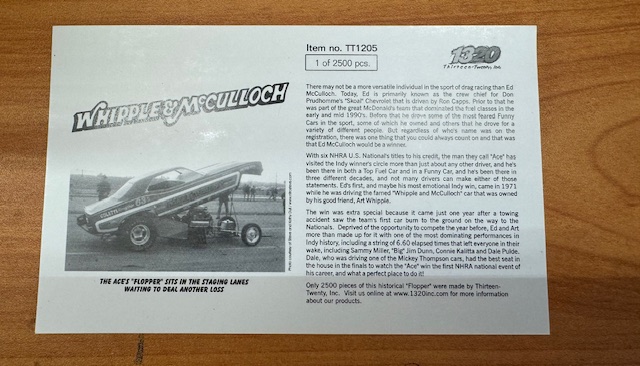 Item no. TT1205
1 of 2500 pcs.
1320
Thirteen-Twenty, Inc.
WHIPPLE & McCULLOCH
There may not be a more versatile individual in the sport of drag racing than Ed
McCulloch. Today, Ed is primarily known as the crew chief for Don
Prudhomme's "Skoal" Chevrolet that is driven by Ron Capps. Prior to that he
was part of the great McDonald's team that dominated the fuel classes in the
early and mid 1990's. Before that he drove some of the most feared Funny
Cars in the sport, some of which he owned and others that he drove for a
variety of different people. But regardless of who's name was on the
registration, there was one thing that you could always count on and that was
that Ed McCulloch would be a winner.
With six NHRA U.S. National's titles to his credit, the man they call "Ace" has
visited the Indy winner's circle more than just about any other driver, and he's
been there in both a Top Fuel Car and in a Funny Car, and he's been there in
three different decades, and not many drivers can make either of those
statements. Ed's first, and maybe his most emotional Indy win, came in 1971
while he was driving the famed "Whipple and McCulloch" car that was owned
by his good friend, Art Whipple.
The win was extra special because it came just one year after a towing
accident saw the team's first car burn to the ground on the way to the
Nationals. Deprived of the opportunity to compete the year before, Ed and Art
more than made up for it with one of the most dominating performances in
Indy history, including a string of 6.60 elapsed times that left everyone in their
wake, including Sammy Miller, "Big" Jim Dunn, Connie Kalitta and Dale Pulde.
Dale, who was driving one of the Mickey Thompson cars, had the best seat in
the house in the finals to watch the "Ace" win the first NHRA national event of
his career, and what a perfect place to do it!
Only 2500 pieces of this historical "Flopper" were made by Thirteen-
Twenty, Inc. Visit us online at www.1320inc.com for more information
about our products.
THE ACE'S "FLOPPER" SITS IN THE STAGING LANES
WAITING TO DEAL ANOTHER LOSS